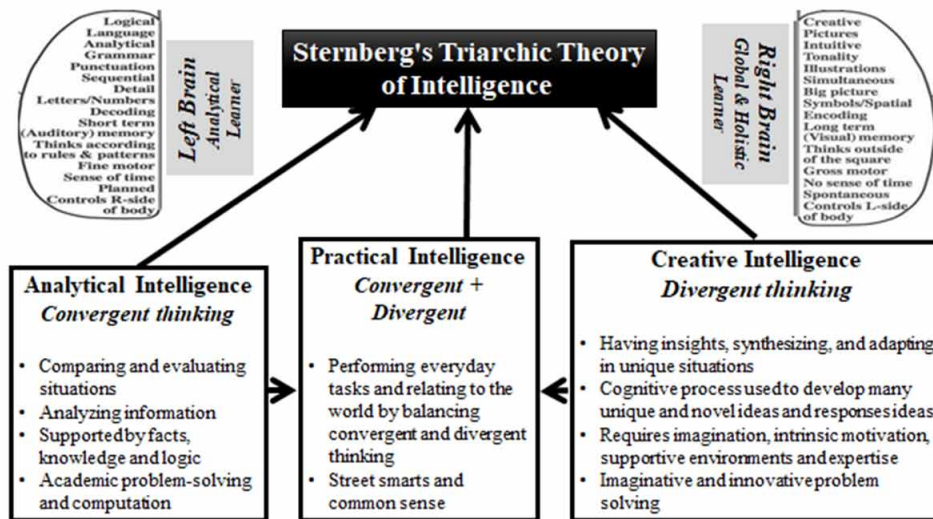 Logical
Language
Analytical
Grammar
Punctuation
Sequential
Detail
Letters/Numbers
Decoding
Short term
(Auditory) memory
Thinks according
to rules & patterns
Fine motor
Sense of time
Planned
Controls R-side
of body
Left Brain
Analytical
Learner
Sternberg's Triarchic Theory
of Intelligence
Right Brain
Global & Holistic
Learner
Creative
Pictures
Intuitive
Tonality
Illustrations
Simultaneous
Big picture
Symbols/Spatial
Encoding
Long term
(Visual) memory
Thinks outside
of the square
Gross motor
No sense of time
Spontaneous
Controls L-side
of body
Analytical Intelligence
Convergent thinking
• Comparing and evaluating
situations
• Analyzing information
• Supported by facts,
knowledge and logic
• Academic problem-solving
and computation
Practical Intelligence
Convergent +
Divergent
• Performing everyday
tasks and relating to the
world by balancing
convergent and divergent
thinking
• Street smarts and
common sense
Creative Intelligence
Divergent thinking
• Having insights, synthesizing, and adapting
in unique situations
• Cognitive process used to develop many
unique and novel ideas and responses ideas
• Requires imagination, intrinsic motivation,
supportive environments and expertise
• Imaginative and innovative problem
solving